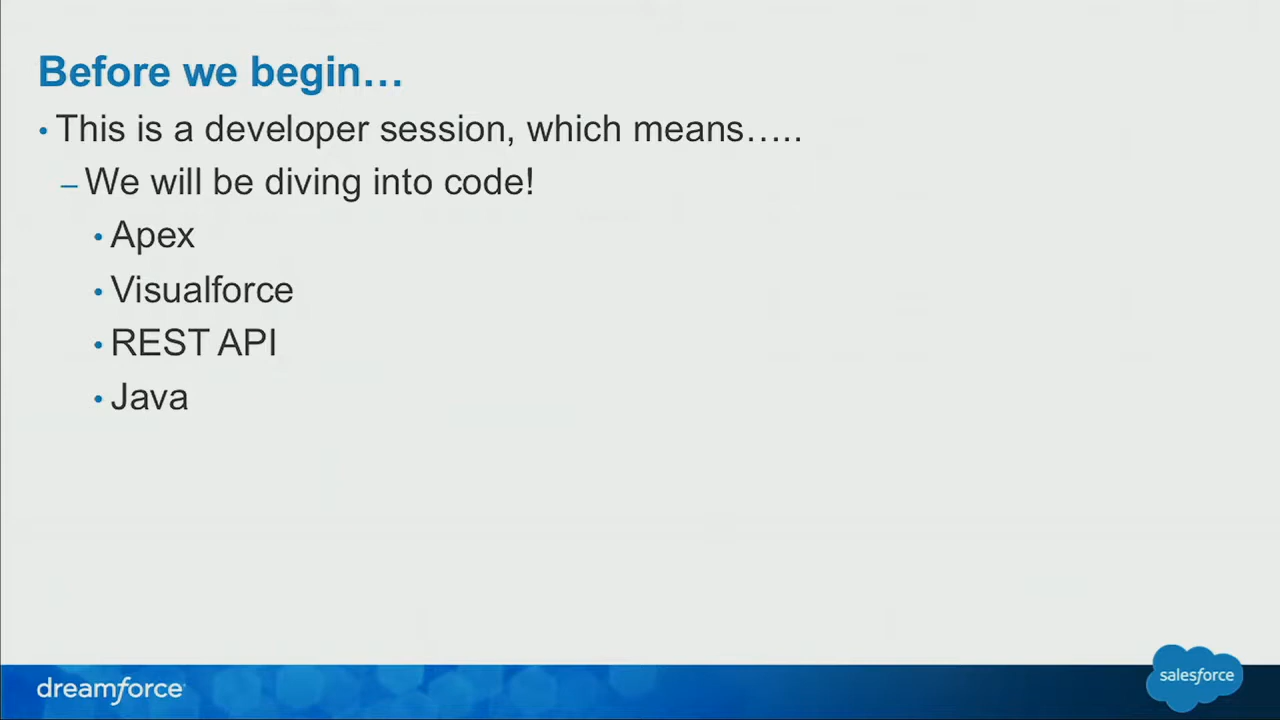 Before we begin…
• This is a developer session, which means…..
– We will be diving into code!
• Apex
• Visualforce
• REST API
• Java
dreamforce
salesforce